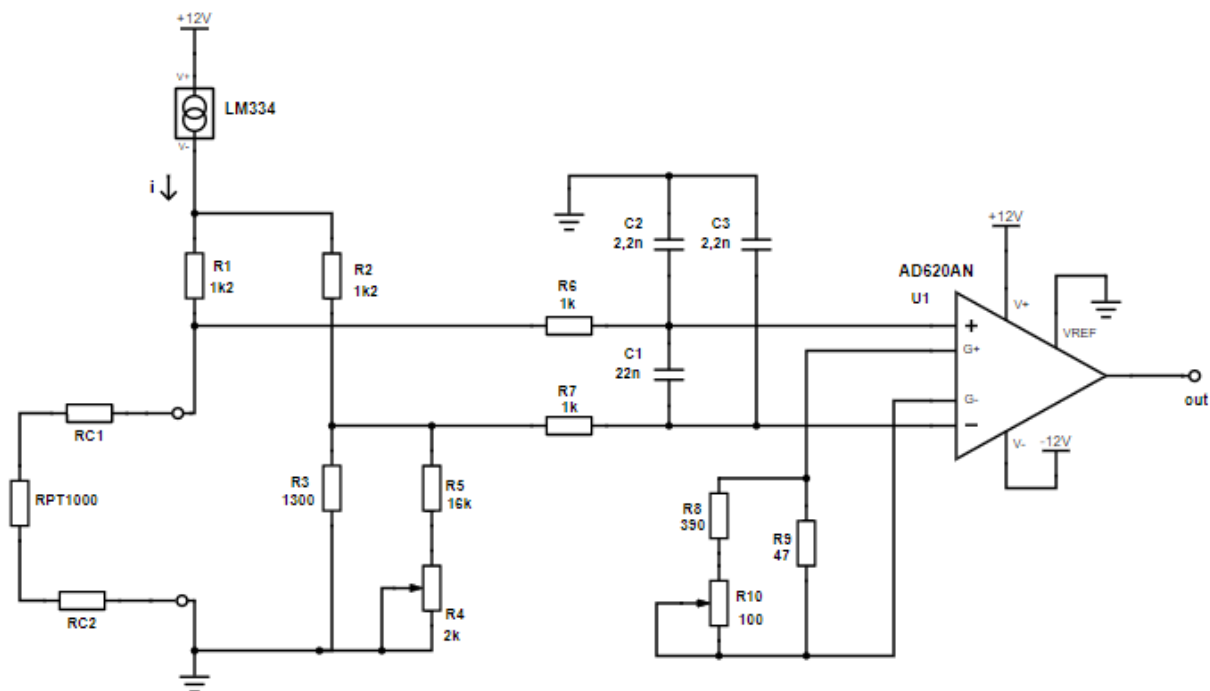 +12V
V+
LM334
V-
i
R1
1k2
R2
1k2
C2
2,2n
C3
2,2n
+12V
AD620AN
U1
V+
R6
1k
+
VREF
G+
C1
22n
R7
1k
G-
out
RC1
−
V-
-12V
RPT1000
R3
1300
R5
16k
R8
390
R9
47
RC2
R4
2k
R10
100